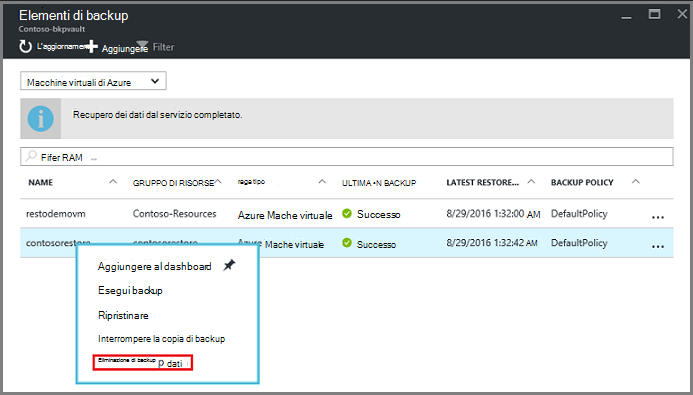 Elementi di backup
Contoso-bkpvault
L'aggiornament Aggiungere Filter
Macchine virtuali di Azure
Recupero dei dati dal servizio completato.
Fifer RAM ...
NAME GRUPPO DI RISORSE rega tipo ULTIMA •N BACKUP LATEST RESTORE... BACKUP POLICY
restodemovm Contoso-Resources Azure Mache virtuale Successo 8/29/2016 1:32:00 AM DefaultPolicy ...
contosorestore contosorestore Azure Mache virtuale Successo 8/29/2016 1:32:42 AM DefaultPolicy ...
Aggiungere al dashboard
Esegui backup
Ripristinare
Interrompere la copia di backup
Eliminazione di backup p dati